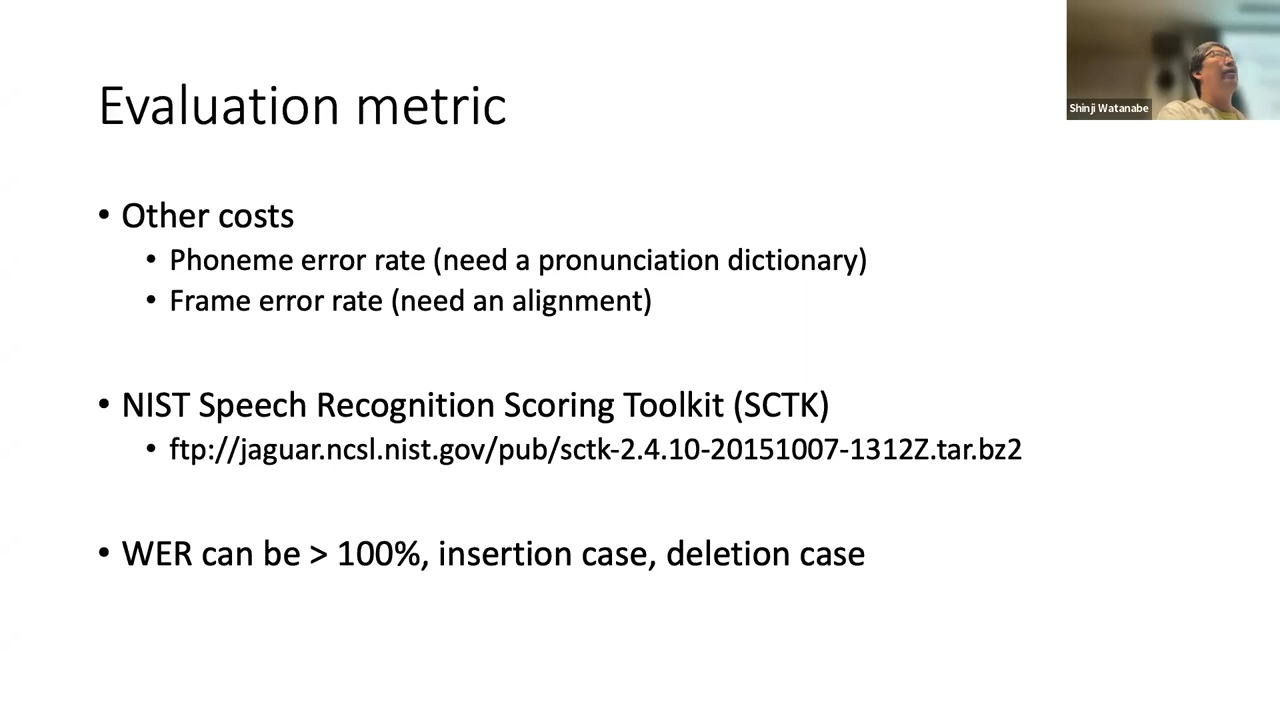 Shinji Watanabe
Evaluation metric
• Other costs
• Phoneme error rate (need a pronunciation dictionary)
• Frame error rate (need an alignment)
• NIST Speech Recognition Scoring Toolkit (SCTK)
• ftp://jaguar.ncsl.nist.gov/pub/sctk-2.4.10-20151007-1312Z.tar.bz2
• WER can be > 100%, insertion case, deletion case